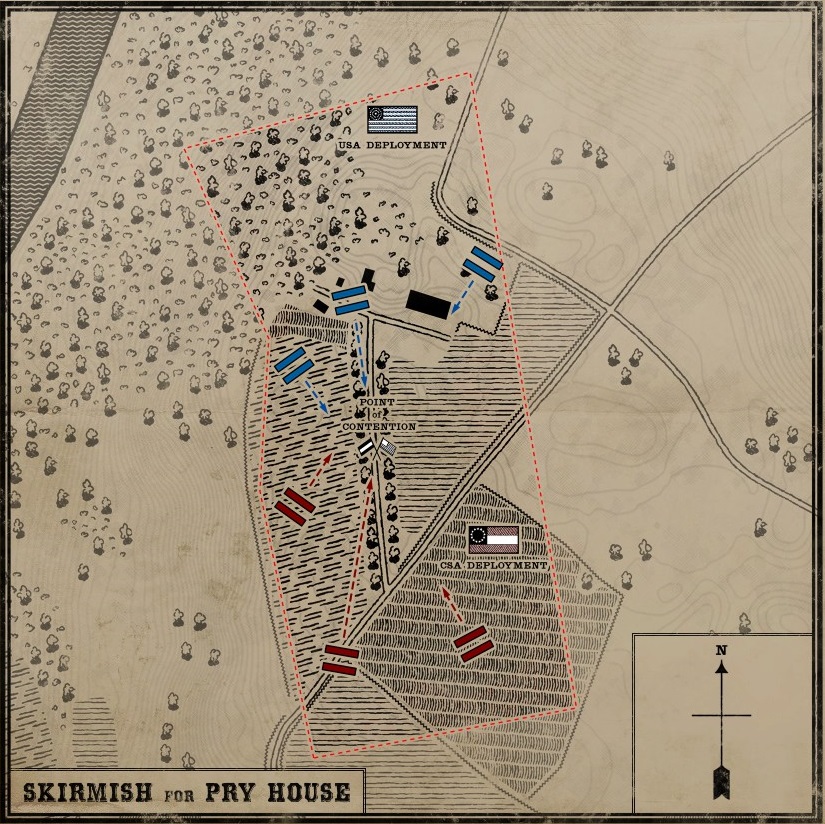 USA DEPLOYMENT
POINT
of
CONTENTION
CSA DEPLOYMENT
N
SKIRMISH FOR PRY HOUSE